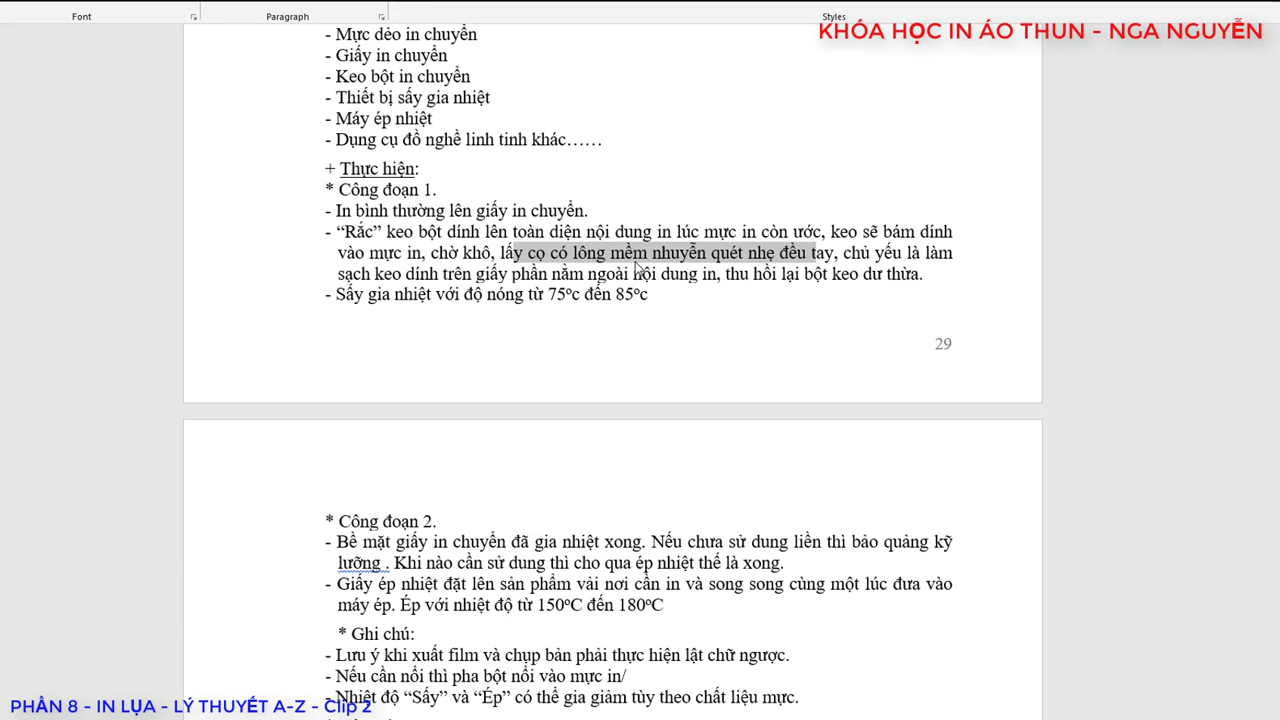 Font Paragraph Styles
KHÓA HỌC IN ÁO THUN - NGA NGUYỄN
- Mực dẻo in chuyển
- Giấy in chuyển
- Keo bột in chuyển
- Thiết bị sấy gia nhiệt
- Máy ép nhiệt
- Dụng cụ đồ nghề linh tinh khác……
+ Thực hiện:
* Công đoạn 1.
- In bình thường lên giấy in chuyển.
- “Rắc” keo bột dính lên toàn diện nội dung in lúc mực in còn ước, keo sẽ bám dính
vào mực in, chờ khô, lấy cọ có lông mềm nhuyễn quét nhẹ đều tay, chủ yếu là làm
sạch keo dính trên giấy phần nằm ngoài nội dung in, thu hồi lại bột keo dư thừa.
- Sấy gia nhiệt với độ nóng từ 75ᵒc đến 85ᵒc
29
* Công đoạn 2.
- Bề mặt giấy in chuyển đã gia nhiệt xong. Nếu chưa sử dung liền thì bảo quảng kỹ
lưỡng . Khi nào cần sử dung thì cho qua ép nhiệt thế là xong.
- Giấy ép nhiệt đặt lên sản phẩm vải nơi cần in và song song cùng một lúc đưa vào
máy ép. Ép với nhiệt độ từ 150ᵒC đến 180ᵒC
* Ghi chú:
- Lưu ý khi xuất film và chụp bản phải thực hiện lật chữ ngược.
- Nếu cần nổi thì pha bột nổi vào mực in/
- Nhiệt độ “Sấy” và “Ép” có thể gia giảm tùy theo chất liệu mực.
PHẦN 8 - IN LỤA - LÝ THUYẾT A-Z - Clip 2